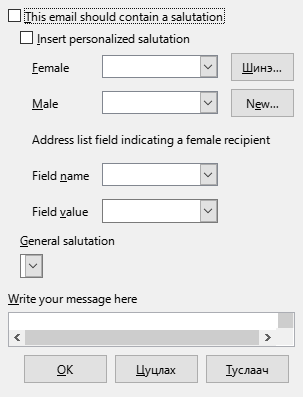 This email should contain a salutation
Insert personalized salutation
Female
Шинэ...
Male
New...
Address list field indicating a female recipient
Field name
Field value
General salutation
Write your message here
OK
Цуцлах
Туслаач